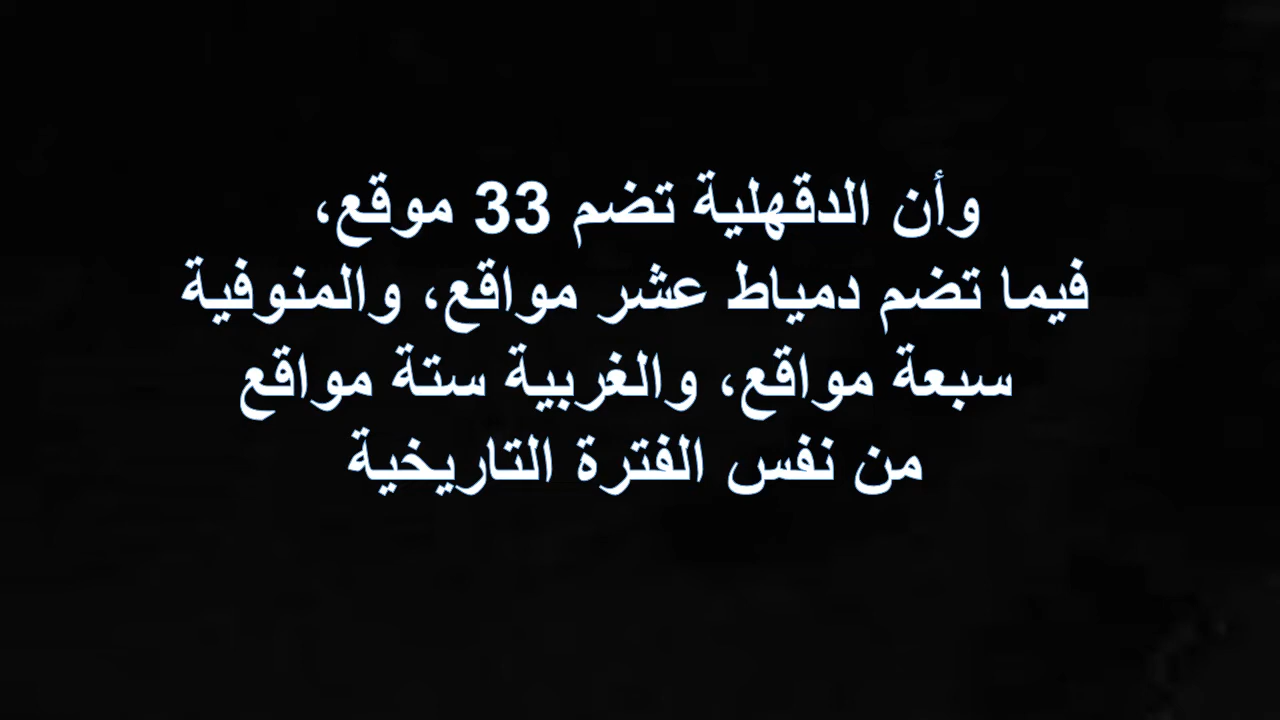 وأن الدقهلية تضم 33 موقع،
فيما تضم دمياط عشر مواقع، والمنوفية
سبعة مواقع، والغربية ستة مواقع
من نفس الفترة التاريخية